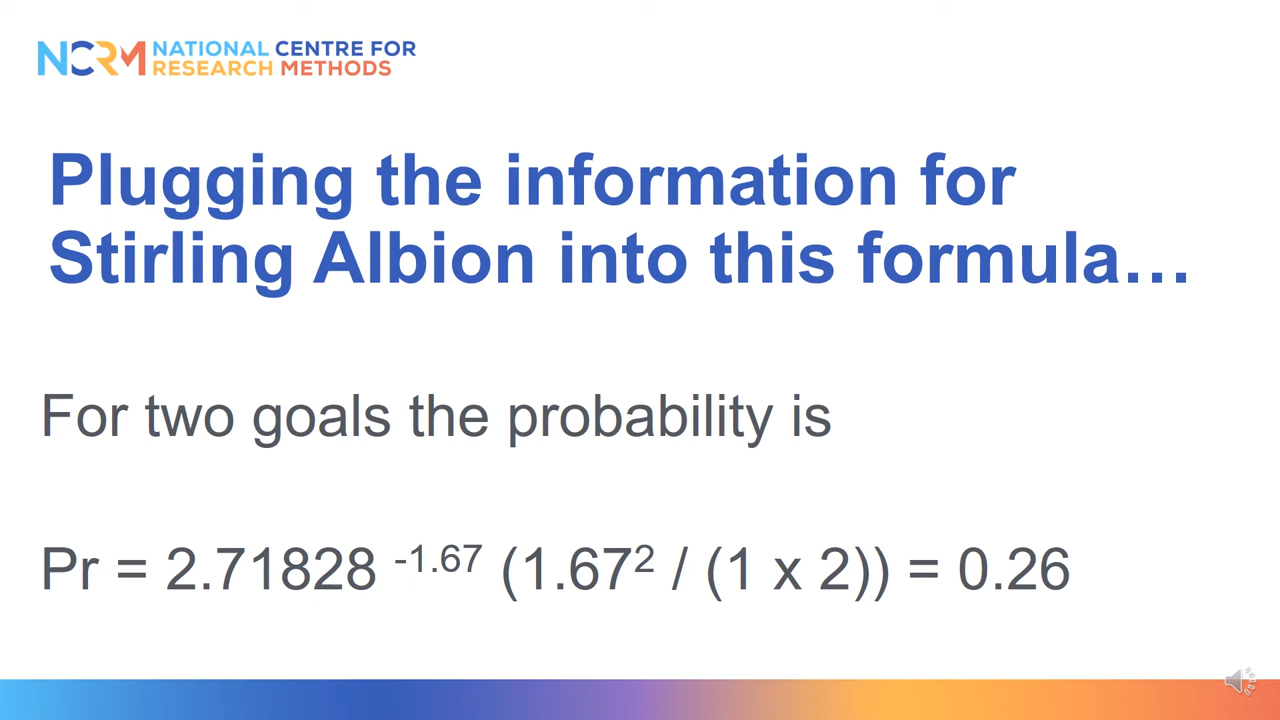 NCRM NATIONAL CENTRE FOR
RESEARCH METHODS
Plugging the information for
Stirling Albion into this formula…
For two goals the probability is
Pr = 2.71828 ⁻¹·⁶⁷ (1.67² / (1 x 2)) = 0.26